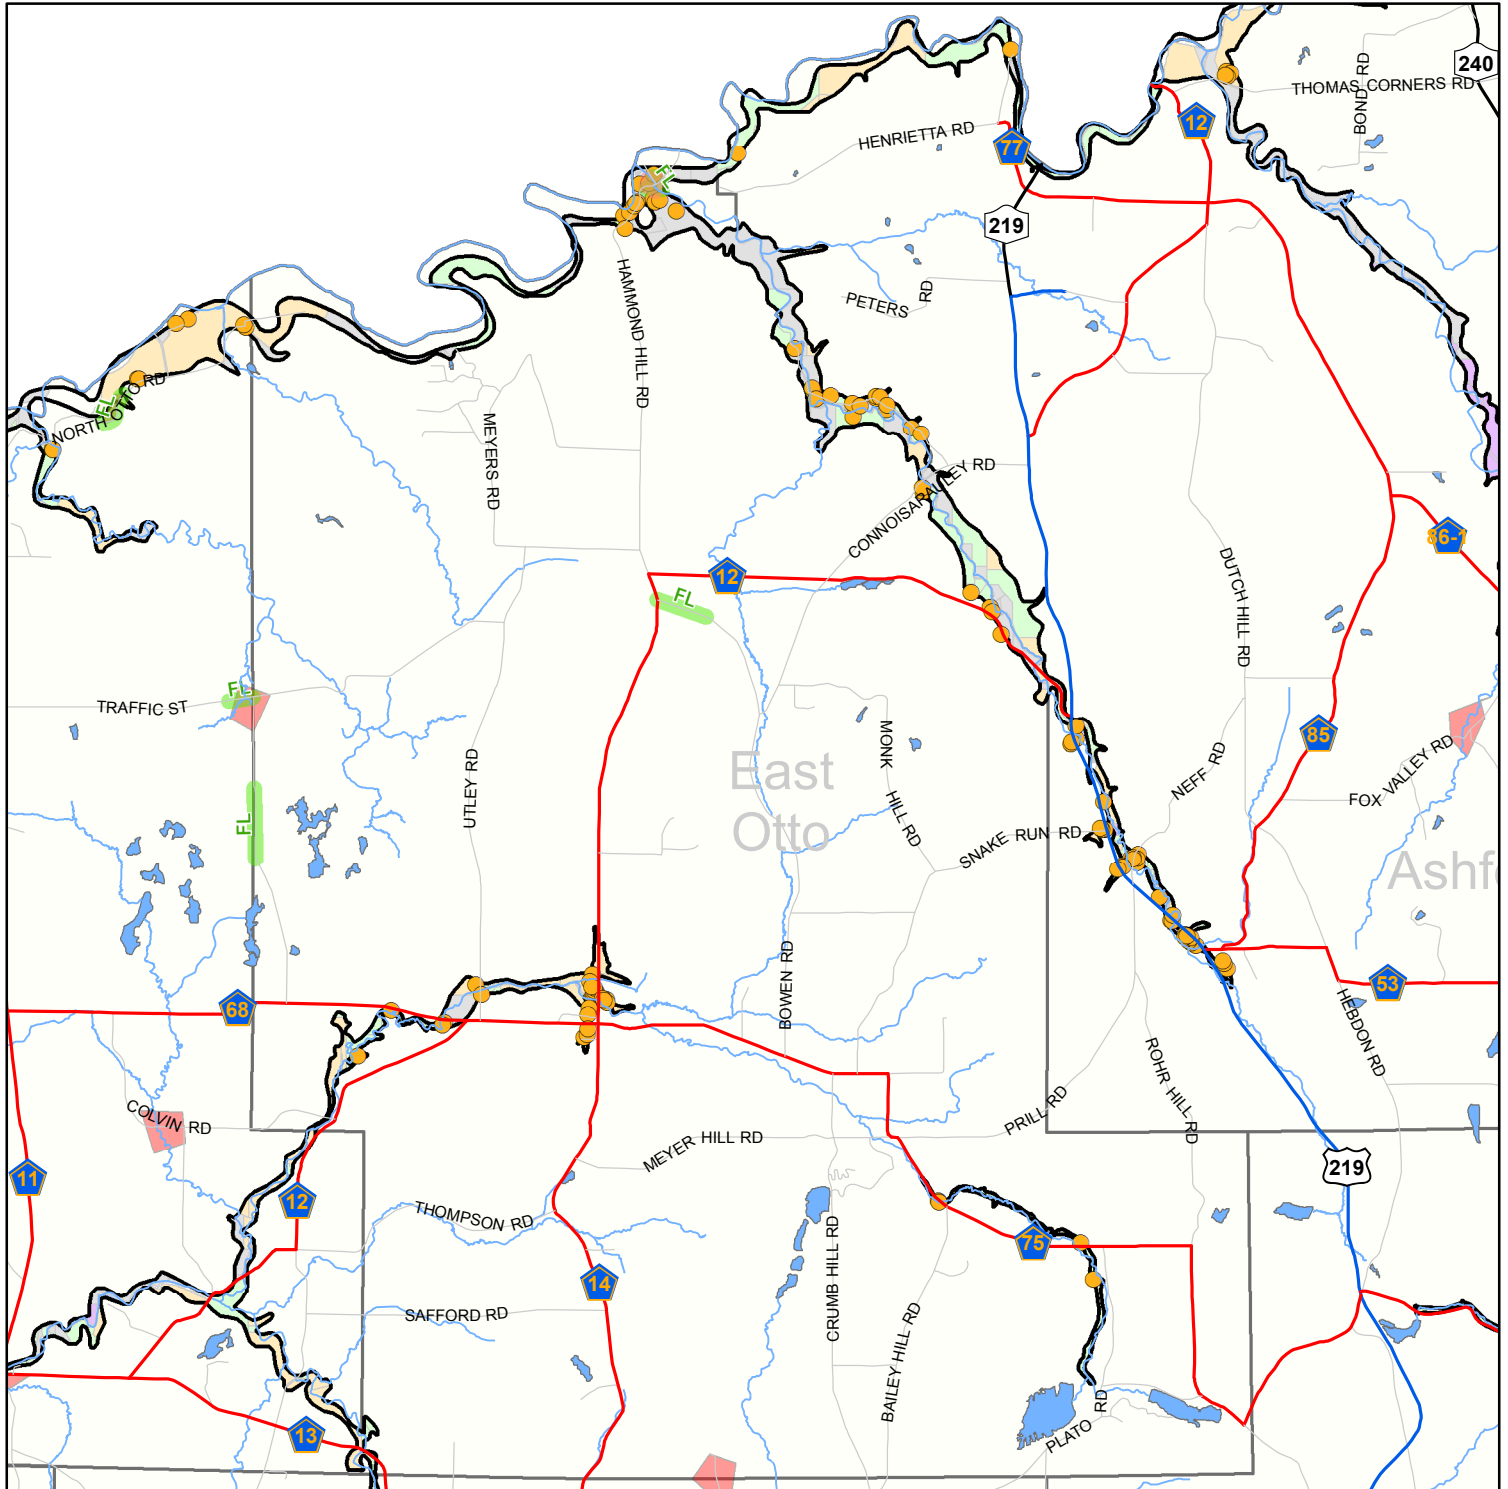 240
THOMAS CORNERS RD
BOND RD
12
HENRIETTA RD
77
FL
219
HAMMOND HILL RD
PETERS RD
NORTH OTTO RD
FL
MEYERS RD
CONNOISARAULEY RD
86-1
12
FL
DUTCH HILL RD
FL
TRAFFIC ST
MONK HILL RD
East
Otto
UTLEY RD
NEFF RD
85
FOX VALLEY RD
FL
SNAKE RUN RD
Ashf
BOWEN RD
68
53
HEBDON RD
ROHR HILL RD
COLVIN RD
PRILL RD
MEYER HILL RD
11
12
219
THOMPSON RD
CRUMB HILL RD
75
14
SAFFORD RD
BAILEY HILL RD
13
PLATO RD